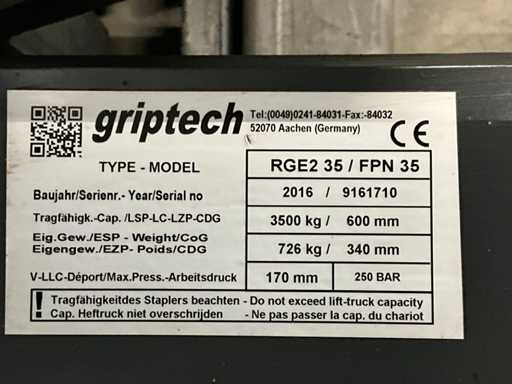 griptech
Tel:(0049)0241-84031-Fax:-84032
52070 Aachen (Germany)
CE
TYPE - MODEL
RGE2 35 / FPN 35
Baujahr/Serienr.- Year/Serial no
2016 / 9161710
Tragfähigk.-Cap. /LSP-LC-LZP-CDG
3500 kg / 600 mm
Eig.Gew./ESP - Weight/CoG
Eigengew./EZP- Poids/CDG
726 kg / 340 mm
V-LLC-Déport/Max.Press.-Arbeitsdruck
170 mm
250 BAR
! Tragfähigkeitdes Staplers beachten - Do not exceed lift-truck capacity
Cap. Heftruck niet overschrijden - Ne pas passer la cap. du chariot